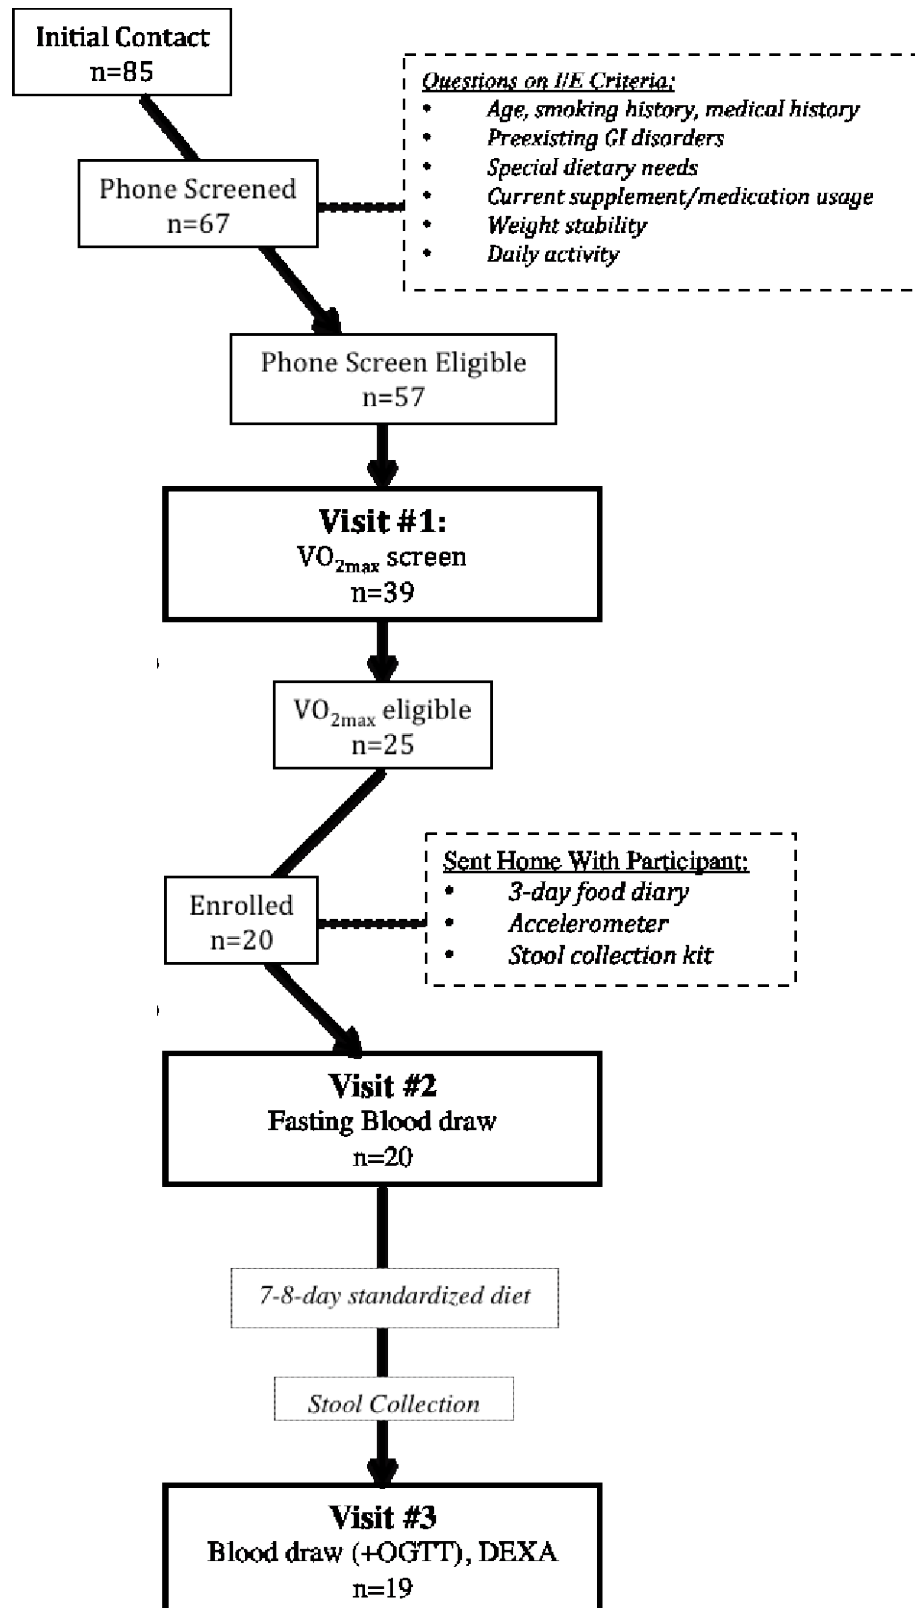 Initial Contact
n=85
Questions on I/E Criteria:
• Age, smoking history, medical history
• Preexisting GI disorders
• Special dietary needs
• Current supplement/medication usage
• Weight stability
• Daily activity
Phone Screened
n=67
Phone Screen Eligible
n=57
Visit #1:
VO₂max screen
n=39
VO₂max eligible
n=25
Sent Home With Participant:
• 3-day food diary
• Accelerometer
• Stool collection kit
Enrolled
n=20
Visit #2
Fasting Blood draw
n=20
7-8-day standardized diet
Stool Collection
Visit #3
Blood draw (+OGTT), DEXA
n=19